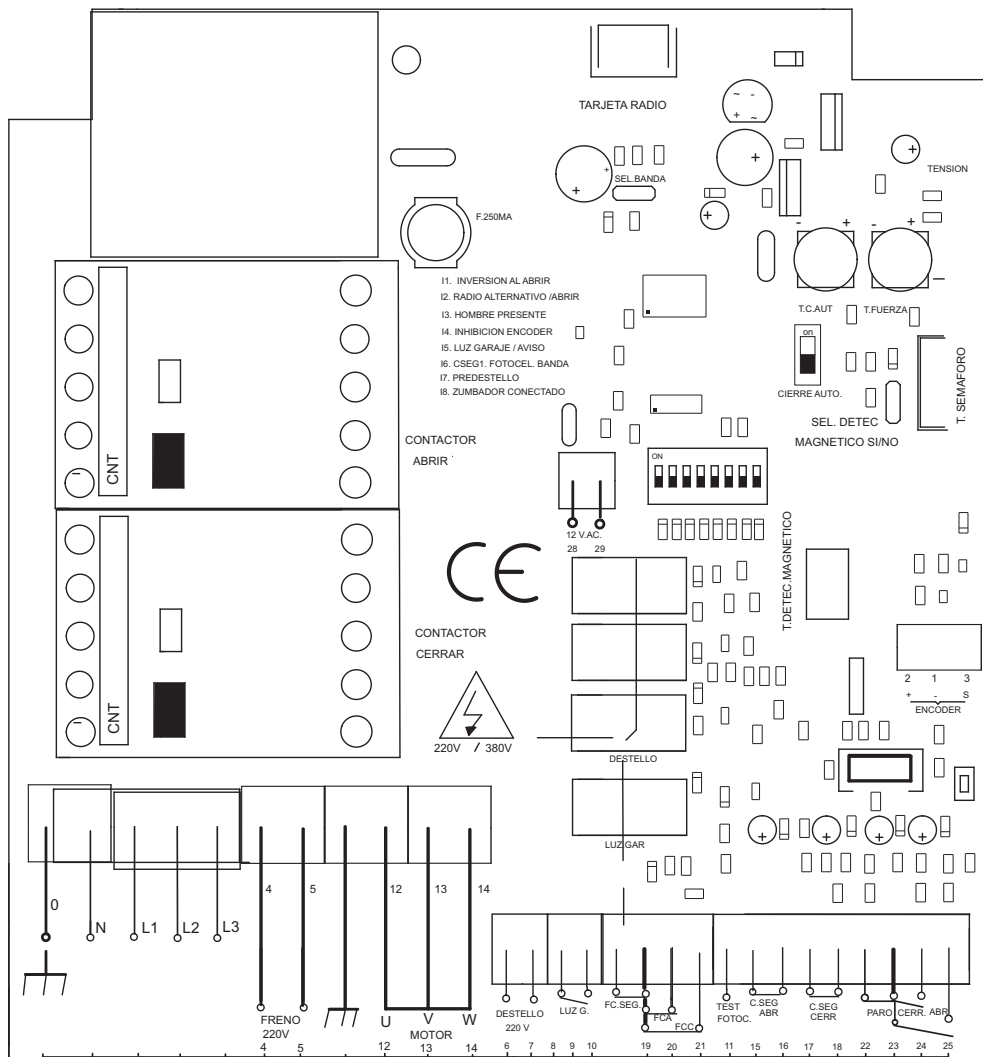 TARJETA RADIO
~ -
+ ~
+
+
+
SEL.BANDA
+
+
+
TENSION
F.250MA
- +
- +
T.C.AUT
T.FUERZA
I1. INVERSION AL ABRIR
I2. RADIO ALTERNATIVO /ABRIR
I3. HOMBRE PRESENTE
I4. INHIBICION ENCODER
I5. LUZ GARAJE / AVISO
I6. CSEG1. FOTOCEL. BANDA
I7. PREDESTELLO
I8. ZUMBADOR CONECTADO
on
CIERRE AUTO.
T. SEMAFORO
SEL. DETEC
MAGNETICO SI/NO
CNT
CONTACTOR
ABRIR
ON
12 V.AC.
28 29
T.DETEC.MAGNETICO
CE
CNT
CONTACTOR
CERRAR
220V / 380V
2 1 3
+ - S
ENCODER
DESTELLO
LUZ GAR
+ + + +
0
N
L1
L2
L3
4 5
12 13 14
FRENO
220V
U V W
MOTOR
DESTELLO
220 V
LUZ G.
FC.SEG.
FCA
FCC
TEST
FOTOC.
C.SEG
ABR
C.SEG
CERR
PARO
CERR.
ABR
4 5 12 13 14 6 7 8 9 10 19 20 21 11 15 16 17 18 22 23 24 25